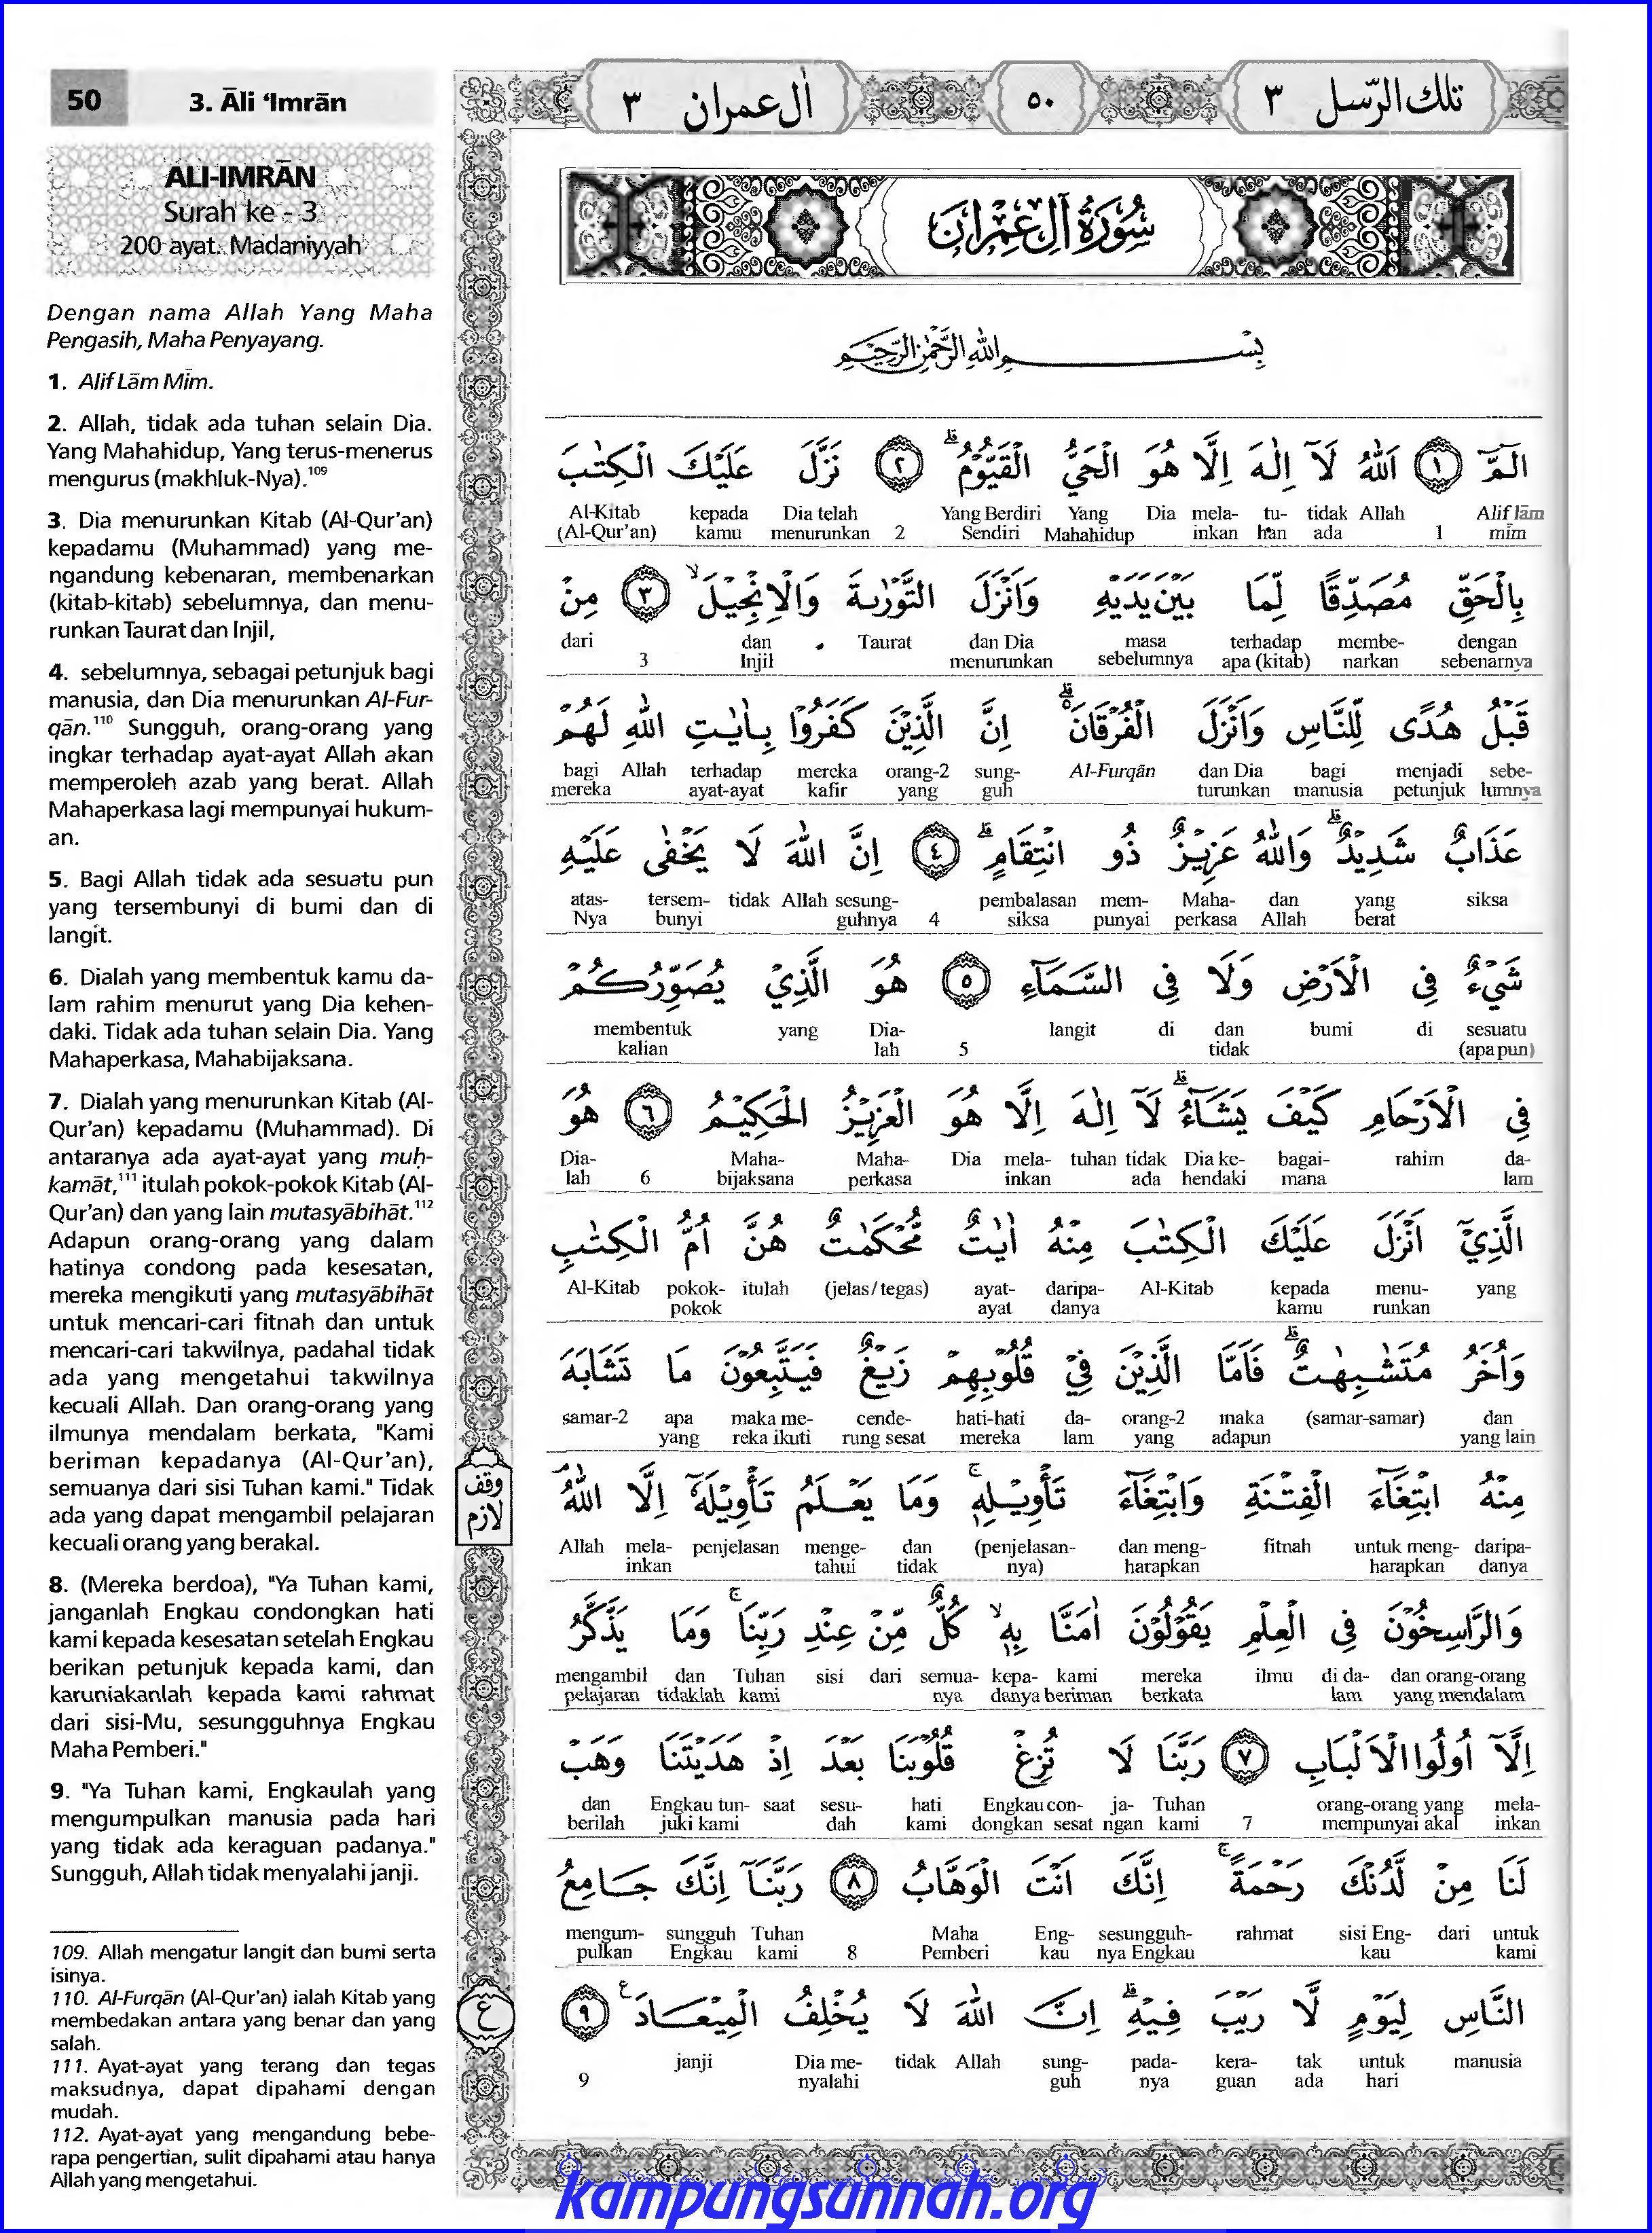 50
3. Āli ‘Imrān
ALI-IMRĀN
Surah ke - 3
200 ayat. Madaniyyah
Dengan nama Allah Yang Maha
Pengasih, Maha Penyayang.
1. Alif Lām Mīm.
2. Allah, tidak ada tuhan selain Dia.
Yang Mahahidup, Yang terus-menerus
mengurus (makhluk-Nya).¹⁰⁹
3. Dia menurunkan Kitab (Al-Qur’an)
kepadamu (Muhammad) yang me-
ngandung kebenaran, membenarkan
(kitab-kitab) sebelumnya, dan menu-
runkan Taurat dan Injil,
4. sebelumnya, sebagai petunjuk bagi
manusia, dan Dia menurunkan Al-Fur-
qān.¹¹⁰ Sungguh, orang-orang yang
ingkar terhadap ayat-ayat Allah akan
memperoleh azab yang berat. Allah
Mahaperkasa lagi mempunyai hukum-
an.
5. Bagi Allah tidak ada sesuatu pun
yang tersembunyi di bumi dan di
langit.
6. Dialah yang membentuk kamu da-
lam rahim menurut yang Dia kehen-
daki. Tidak ada tuhan selain Dia. Yang
Mahaperkasa, Mahabijaksana.
7. Dialah yang menurunkan Kitab (Al-
Qur’an) kepadamu (Muhammad). Di
antaranya ada ayat-ayat yang muḥ-
kamāt,¹¹¹ itulah pokok-pokok Kitab (Al-
Qur’an) dan yang lain mutasyābihāt.¹¹²
Adapun orang-orang yang dalam
hatinya condong pada kesesatan,
mereka mengikuti yang mutasyābihāt
untuk mencari-cari fitnah dan untuk
mencari-cari takwilnya, padahal tidak
ada yang mengetahui takwilnya
kecuali Allah. Dan orang-orang yang
ilmunya mendalam berkata, "Kami
beriman kepadanya (Al-Qur’an),
semuanya dari sisi Tuhan kami." Tidak
ada yang dapat mengambil pelajaran
kecuali orang yang berakal.
8. (Mereka berdoa), "Ya Tuhan kami,
janganlah Engkau condongkan hati
kami kepada kesesatan setelah Engkau
berikan petunjuk kepada kami, dan
karuniakanlah kepada kami rahmat
dari sisi-Mu, sesungguhnya Engkau
Maha Pemberi."
9. "Ya Tuhan kami, Engkaulah yang
mengumpulkan manusia pada hari
yang tidak ada keraguan padanya."
Sungguh, Allah tidak menyalahi janji.
109. Allah mengatur langit dan bumi serta
isinya.
110. Al-Furqān (Al-Qur’an) ialah Kitab yang
membedakan antara yang benar dan yang
salah.
111. Ayat-ayat yang terang dan tegas
maksudnya, dapat dipahami dengan
mudah.
112. Ayat-ayat yang mengandung bebe-
rapa pengertian, sulit dipahami atau hanya
Allah yang mengetahui.
تلك الرّسل ٣
٥٠
اٰل عمران ٣
سُوْرَةُ آلِ عِمْرَان
بِسْمِ اللّٰهِ الرَّحْمٰنِ الرَّحِيْمِ
الۤمّۤ ١ اَللّٰهُ لَآ اِلٰهَ اِلَّا هُوَ الْحَيُّ الْقَيُّوْمُۗ ٢ نَزَّلَ عَلَيْكَ الْكِتٰبَ
Al-Kitab kepada Dia telah Yang Berdiri Yang Dia mela- tu- tidak Allah Alif lām
(Al-Qur’an) kamu menurunkan 2 Sendiri Mahahidup inkan han ada 1 mīm
بِالْحَقِّ مُصَدِّقًا لِّمَا بَيْنَ يَدَيْهِ وَاَنْزَلَ التَّوْرٰىةَ وَالْاِنْجِيْلَۙ ٣ مِنْ
dari dan Taurat dan Dia masa terhadap membe- dengan
3 Injil menurunkan sebelumnya apa (kitab) narkan sebenarnya
قَبْلُ هُدًى لِّلنَّاسِ وَاَنْزَلَ الْفُرْقَانَۗ اِنَّ الَّذِيْنَ كَفَرُوْا بِاٰيٰتِ اللّٰهِ لَهُمْ
bagi Allah terhadap mereka orang-2 sung- Al-Furqān dan Dia bagi menjadi sebe-
mereka ayat-ayat kafir yang guh turunkan manusia petunjuk lumnya
عَذَابٌ شَدِيْدٌۗ وَاللّٰهُ عَزِيْزٌ ذُو انْتِقَامٍۗ ٤ اِنَّ اللّٰهَ لَا يَخْفٰى عَلَيْهِ
atas- tersem- tidak Allah sesung- pembalasan mem- Maha- dan yang siksa
Nya bunyi guhnya 4 siksa punyai perkasa Allah berat
شَيْءٌ فِى الْاَرْضِ وَلَا فِى السَّمَاۤءِ ٥ هُوَ الَّذِيْ يُصَوِّرُكُمْ
membentuk yang Dia- langit di dan bumi di sesuatu
kalian lah 5 tidak (apa pun)
فِى الْاَرْحَامِ كَيْفَ يَشَاۤءُۗ لَآ اِلٰهَ اِلَّا هُوَ الْعَزِيْزُ الْحَكِيْمُ ٦ هُوَ
Dia- Maha- Maha- Dia mela- tuhan tidak Dia ke- bagai- rahim da-
lah 6 bijaksana perkasa inkan ada hendaki mana lam
الَّذِيْٓ اَنْزَلَ عَلَيْكَ الْكِتٰبَ مِنْهُ اٰيٰتٌ مُّحْكَمٰتٌ هُنَّ اُمُّ الْكِتٰبِ
Al-Kitab pokok- itulah (jelas/tegas) ayat- daripa- Al-Kitab kepada menu- yang
pokok ayat danya kamu runkan
وَاُخَرُ مُتَشٰبِهٰتٌۗ فَاَمَّا الَّذِيْنَ فِيْ قُلُوْبِهِمْ زَيْغٌ فَيَتَّبِعُوْنَ مَا تَشَابَهَ
samar-2 apa maka me- cende- hati-hati da- orang-2 maka (samar-samar) dan
yang reka ikuti rung sesat mereka lam yang adapun yang lain
وقف
لازم
مِنْهُ ابْتِغَاۤءَ الْفِتْنَةِ وَابْتِغَاۤءَ تَأْوِيْلِهٖۚ وَمَا يَعْلَمُ تَأْوِيْلَهٗٓ اِلَّا اللّٰهُۘ
Allah mela- penjelasan menge- dan (penjelasan- dan meng- fitnah untuk meng- daripa-
inkan tahui tidak nya) harapkan harapkan danya
وَالرَّاسِخُوْنَ فِى الْعِلْمِ يَقُوْلُوْنَ اٰمَنَّا بِهٖۙ كُلٌّ مِّنْ عِنْدِ رَبِّنَاۚ وَمَا يَذَّكَّرُ
mengambil dan Tuhan sisi dari semua- kepa- kami mereka ilmu di da- dan orang-orang
pelajaran tidaklah kami nya danya beriman berkata lam yang mendalam
اِلَّآ اُولُوا الْاَلْبَابِ ٧ رَبَّنَا لَا تُزِغْ قُلُوْبَنَا بَعْدَ اِذْ هَدَيْتَنَا وَهَبْ
dan Engkau tun- saat sesu- hati Engkau con- ja- Tuhan orang-orang yang mela-
berilah juki kami dah kami dongkan sesat ngan kami 7 mempunyai akal inkan
لَنَا مِنْ لَّدُنْكَ رَحْمَةًۚ اِنَّكَ اَنْتَ الْوَهَّابُ ٨ رَبَّنَآ اِنَّكَ جَامِعُ
mengum- sungguh Tuhan Maha Eng- sesungguh- rahmat sisi Eng- dari untuk
pulkan Engkau kami 8 Pemberi kau nya Engkau kau kami
النَّاسِ لِيَوْمٍ لَّا رَيْبَ فِيْهِۗ اِنَّ اللّٰهَ لَا يُخْلِفُ الْمِيْعَادَ ࣖ ٩
janji Dia me- tidak Allah sung- pada- kera- tak untuk manusia
9 nyalahi guh nya guan ada hari
ع
kampungsunnah.org